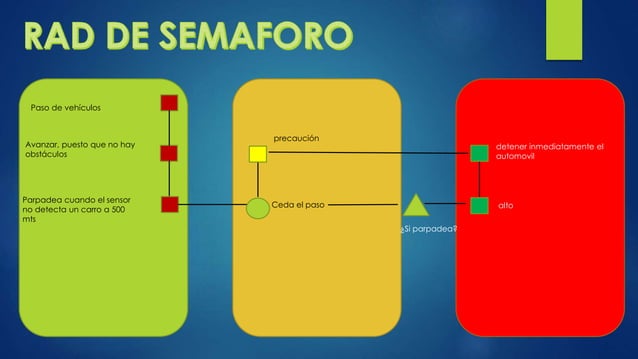 RAD DE SEMAFORO
Paso de vehículos
Avanzar, puesto que no hay
obstáculos
Parpadea cuando el sensor
no detecta un carro a 500
mts
precaución
Ceda el paso
¿Si parpadea?
detener inmediatamente el
automovil
alto